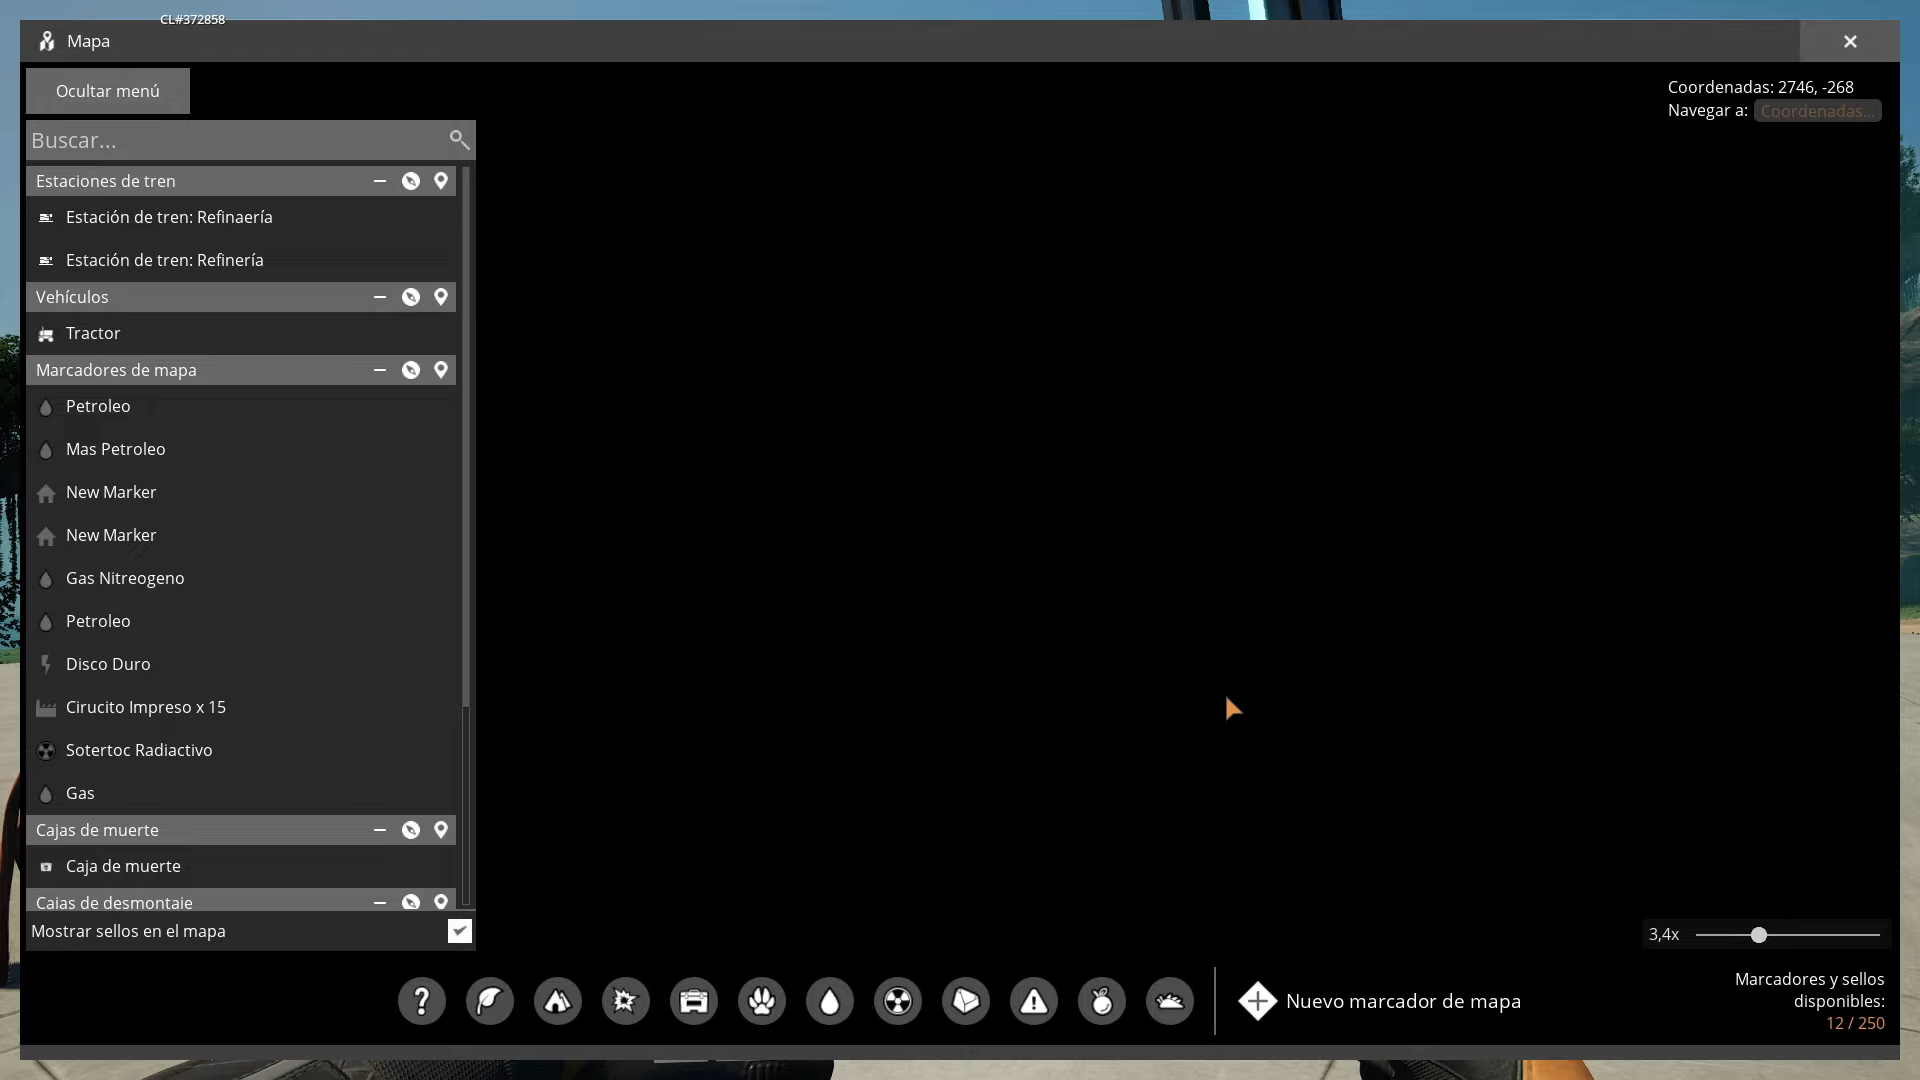 CL#372858
Mapa
Ocultar menú
Coordenadas: 2746, -268
Navegar a: Coordenadas...
Buscar...
Estaciones de tren
Estación de tren: Refinaería
Estación de tren: Refinería
Vehículos
Tractor
Marcadores de mapa
Petroleo
Mas Petroleo
New Marker
New Marker
Gas Nitreogeno
Petroleo
Disco Duro
Cirucito Impreso x 15
Sotertoc Radiactivo
Gas
Cajas de muerte
Caja de muerte
Cajas de desmontaje
Mostrar sellos en el mapa
3,4x
Nuevo marcador de mapa
Marcadores y sellos
disponibles:
12 / 250